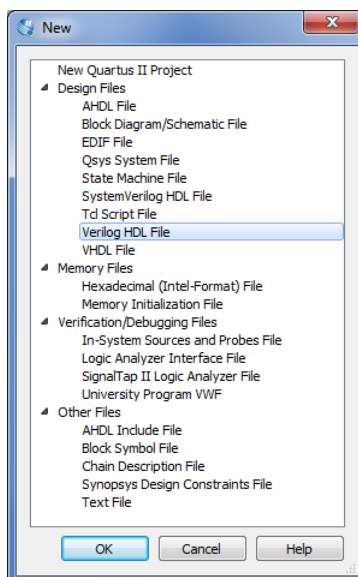 New
New Quartus II Project
Design Files
AHDL File
Block Diagram/Schematic File
EDIF File
Qsys System File
State Machine File
SystemVerilog HDL File
Tcl Script File
Verilog HDL File
VHDL File
Memory Files
Hexadecimal (Intel-Format) File
Memory Initialization File
Verification/Debugging Files
In-System Sources and Probes File
Logic Analyzer Interface File
SignalTap II Logic Analyzer File
University Program VWF
Other Files
AHDL Include File
Block Symbol File
Chain Description File
Synopsys Design Constraints File
Text File
OK Cancel Help